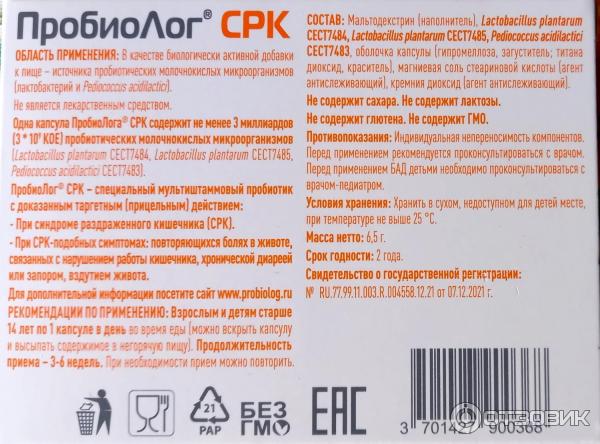 ПробиоЛог® СРК
ОБЛАСТЬ ПРИМЕНЕНИЯ: В качестве биологически активной добавки
к пище – источника пробиотических молочнокислых микроорганизмов
(лактобактерий и Pediococcus acidilactici).
Не является лекарственным средством.
Одна капсула ПробиоЛога® СРК содержит не менее 3 миллиардов
(3 * 10⁹ КОЕ) пробиотических молочнокислых микроорганизмов
(Lactobacillus plantarum CECT7484, Lactobacillus plantarum CECT7485,
Pediococcus acidilactici CECT7483).
ПробиоЛог® СРК – специальный мультиштаммовый пробиотик
с доказанным таргетным (прицельным) действием:
- При синдроме раздраженного кишечника (СРК).
- При СРК-подобных симптомах: повторяющихся болях в животе,
связанных с нарушением работы кишечника, хронической диареей
или запором, вздутием живота.
Для дополнительной информации посетите сайт www.probiolog.ru
РЕКОМЕНДАЦИИ ПО ПРИМЕНЕНИЮ: Взрослым и детям старше
14 лет по 1 капсуле в день во время еды (можно вскрыть капсулу
и высыпать содержимое в негорячую пищу). Продолжительность
приема – 3-6 недель. При необходимости прием можно повторить.
СОСТАВ: Мальтодекстрин (наполнитель), Lactobacillus plantarum
CECT7484, Lactobacillus plantarum CECT7485, Pediococcus acidilactici
CECT7483, оболочка капсулы (гипромеллоза, загуститель; титана
диоксид, краситель), магниевая соль стеариновой кислоты (агент
антислеживающий), кремния диоксид (агент антислеживающий).
Не содержит сахара. Не содержит лактозы.
Не содержит глютена. Не содержит ГМО.
Противопоказания: Индивидуальная непереносимость компонентов.
Перед применением рекомендуется проконсультироваться с врачом.
Перед применением БАД детьми необходимо проконсультироваться с
врачом-педиатром.
Условия хранения: Хранить в сухом, недоступном для детей месте,
при температуре не выше 25 °С.
Масса нетто: 6,5 г.
Срок годности: 2 года.
Свидетельство о государственной регистрации:
№ RU.77.99.11.003.R.004558.12.21 от 07.12.2021 г.
21
PAP
БЕЗ
ГМО
EAC
3 701427 900368
ОТЗОВИК